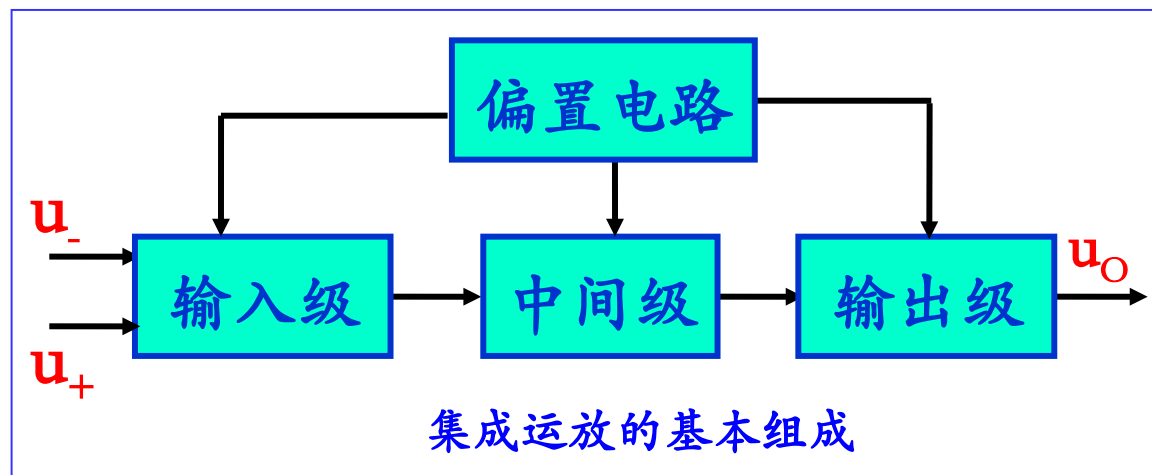 偏置电路
u-
输入级
中间级
输出级
uO
u+
集成运放的基本组成